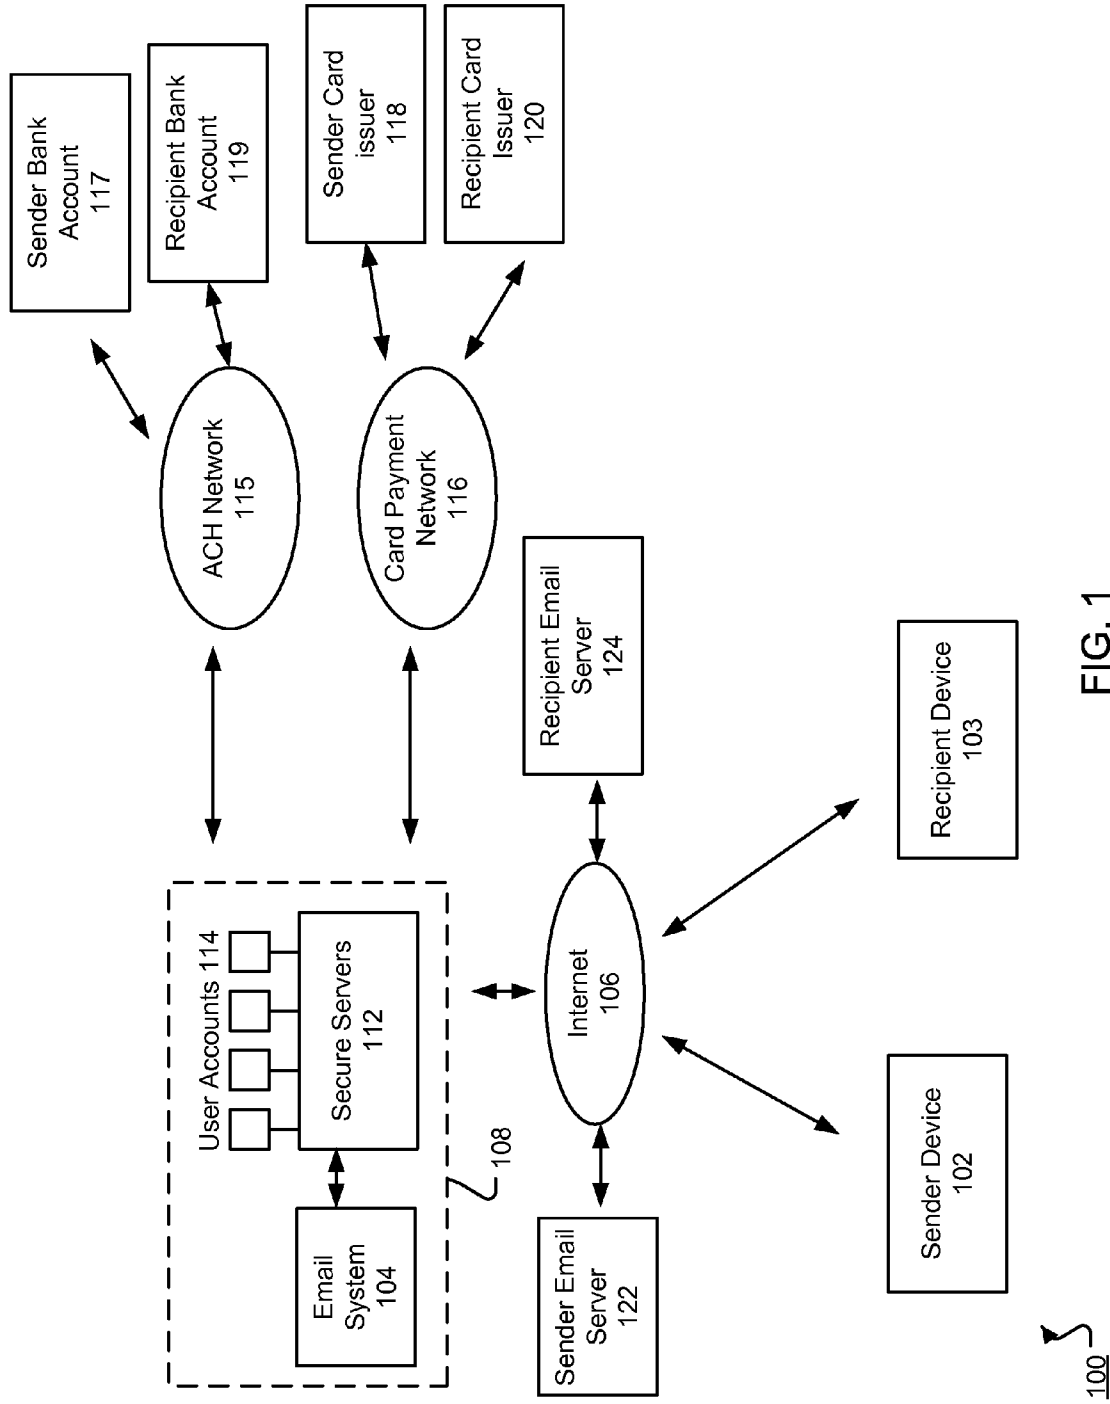 User Accounts 114
Email
System
104
Secure Servers
112
108
ACH Network
115
Card Payment
Network
116
Sender Bank
Account
117
Recipient Bank
Account
119
Sender Card
issuer
118
Recipient Card
Issuer
120
Sender Email
Server
122
Internet
106
Recipient Email
Server
124
Sender Device
102
Recipient Device
103
100
FIG. 1